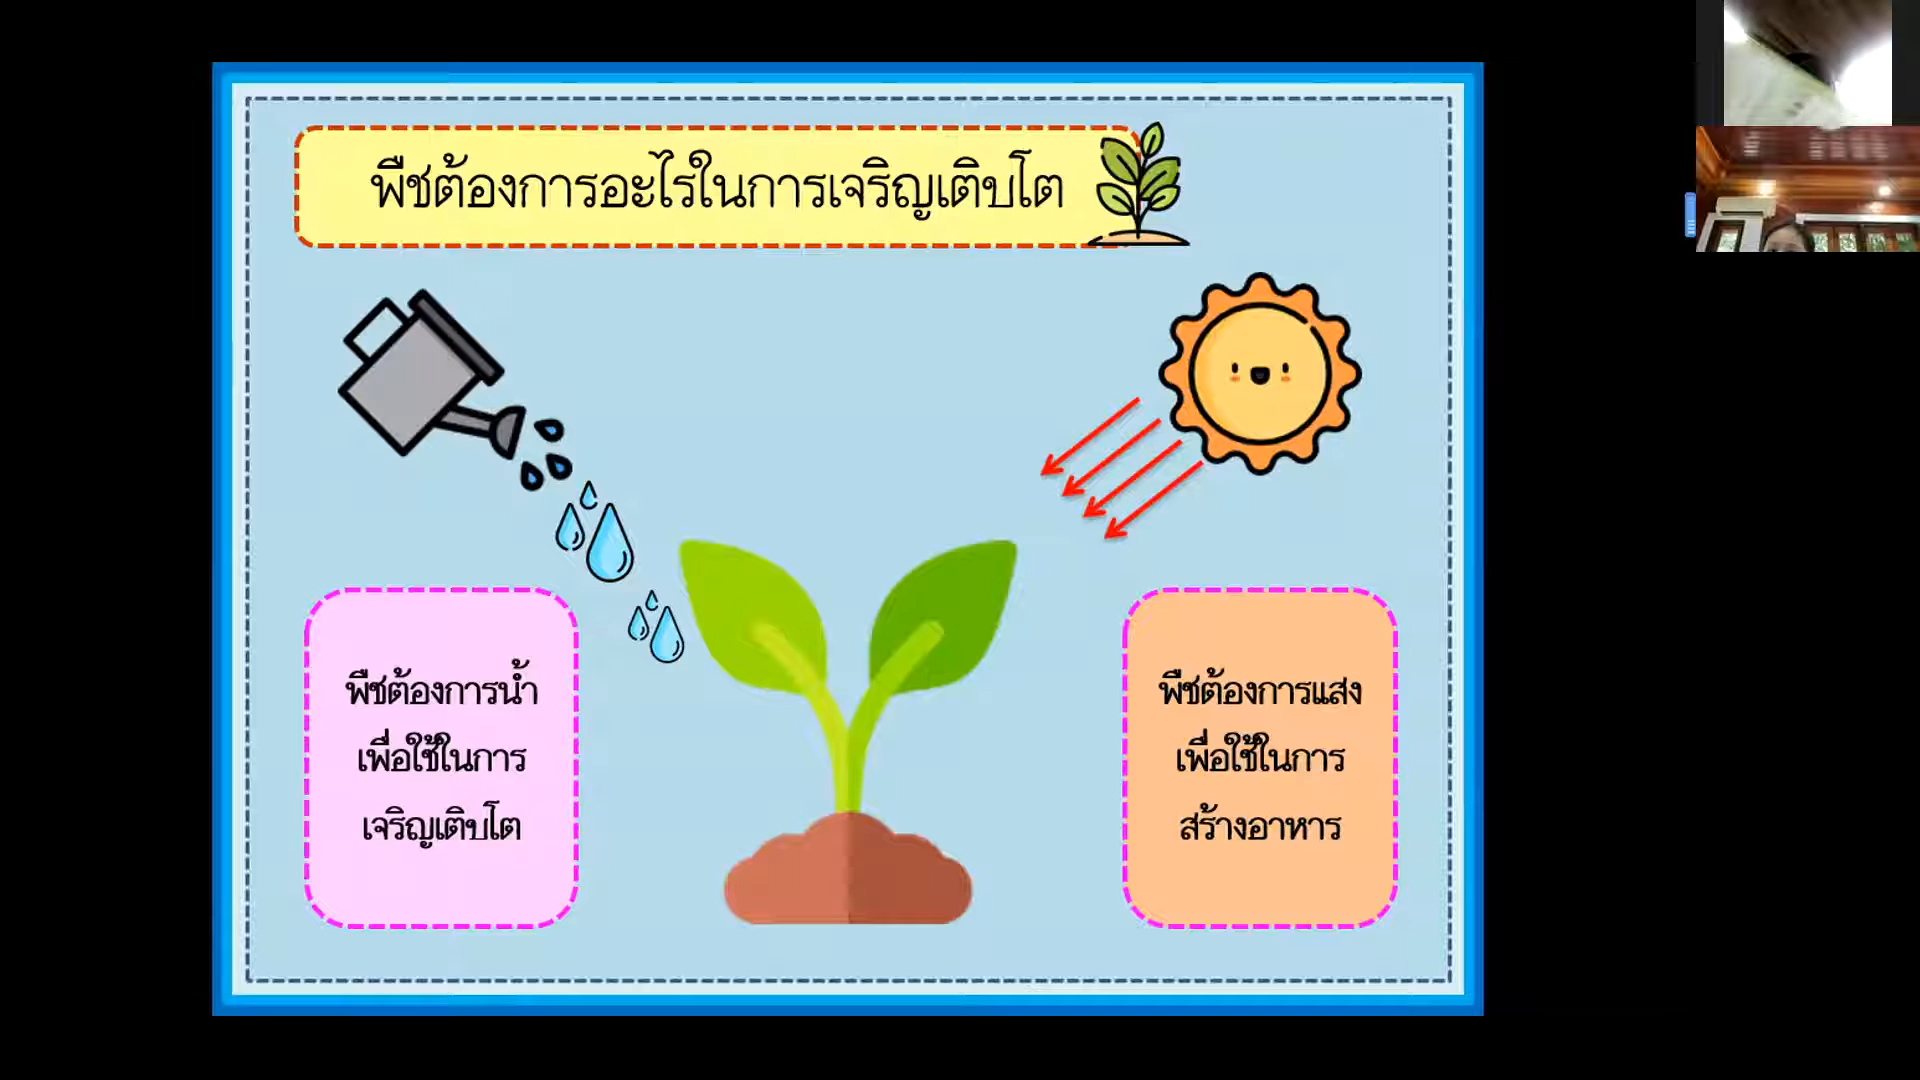 พืชต้องการอะไรในการเจริญเติบโต
พืชต้องการน้ำ
เพื่อใช้ในการ
เจริญเติบโต
พืชต้องการแสง
เพื่อใช้ในการ
สร้างอาหาร